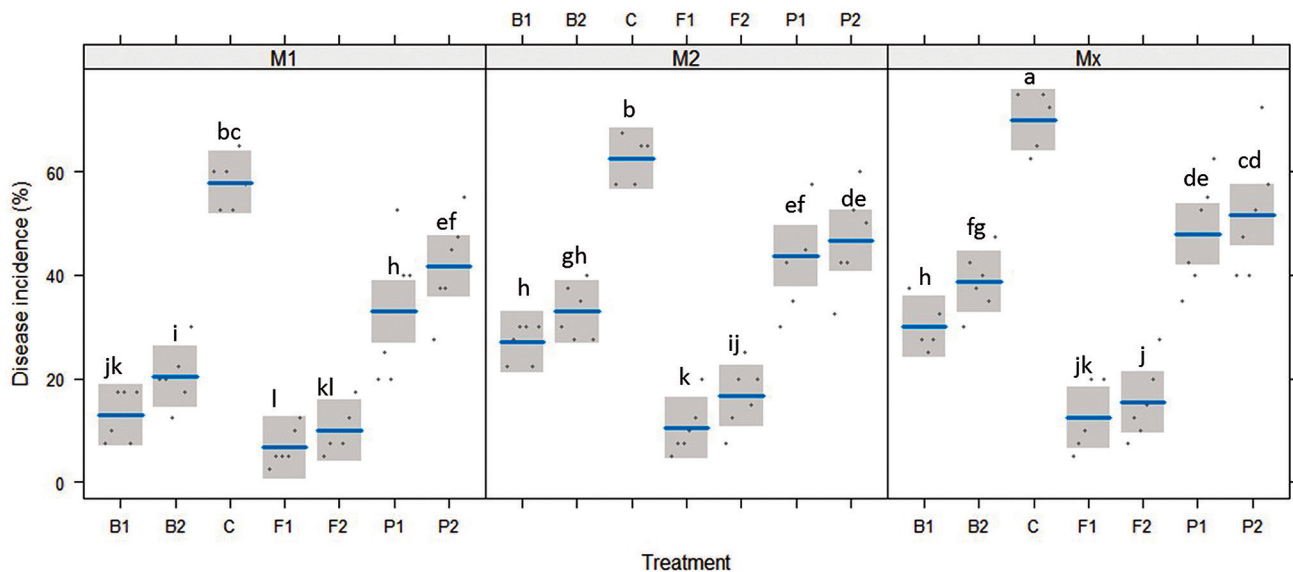 B1 B2 C F1 F2 P1 P2
M1 M2 Mx
Disease incidence (%)
60
40
20
0
jk i bc l kl h ef
h gh b k ij ef de
h fg a jk j de cd
B1 B2 C F1 F2 P1 P2 B1 B2 C F1 F2 P1 P2
Treatment